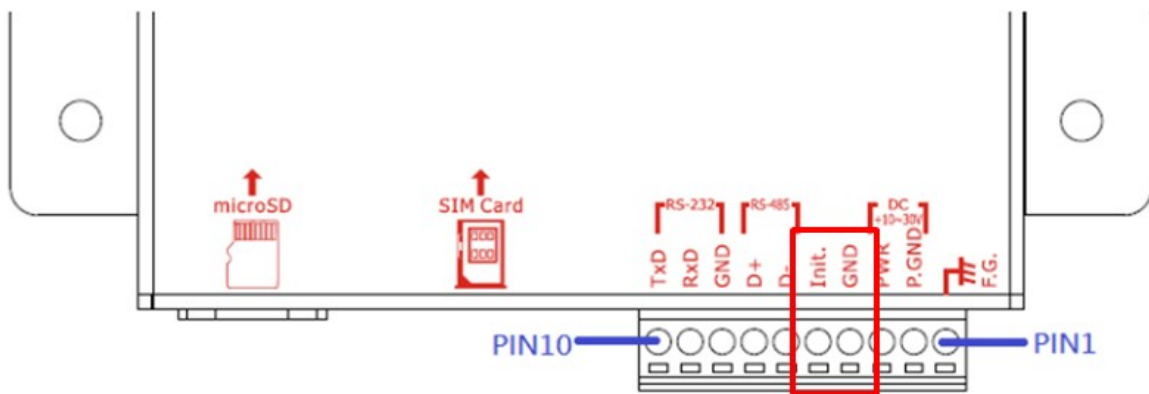 microSD
SIM Card
RS-232
RS-485
DC
+10~30V
TxD
RxD
GND
D+
D-
Init.
GND
PWR
P.GND
F.G.
PIN10
PIN1